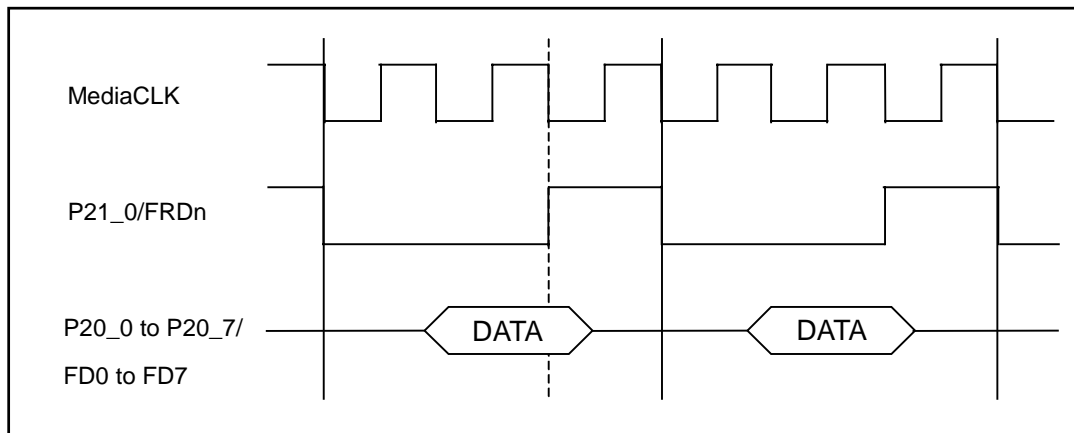 MediaCLK
P21_0/FRDn
P20_0 to P20_7/
FD0 to FD7
DATA
DATA